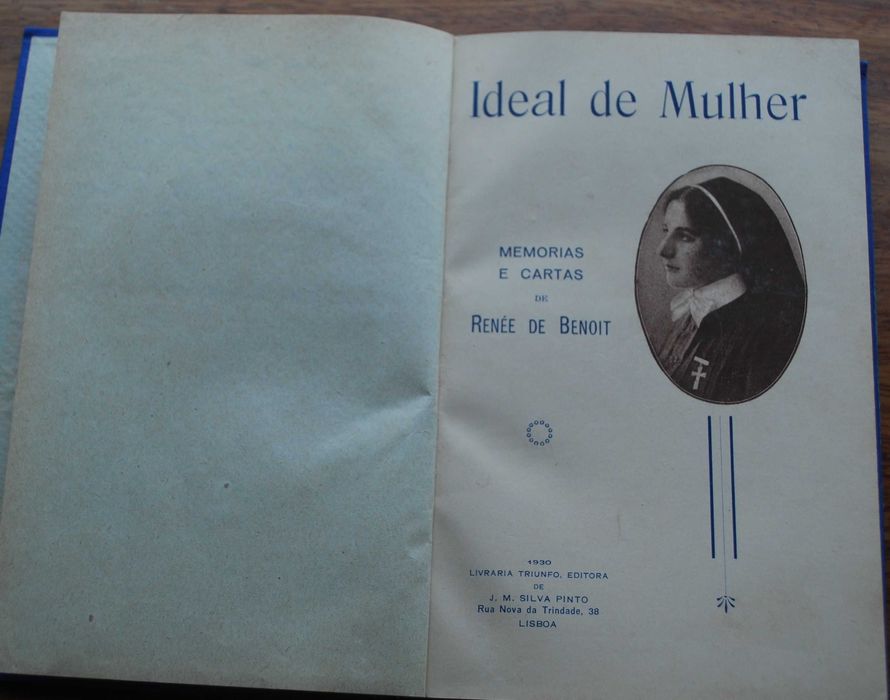 Ideal de Mulher
MEMORIAS
E CARTAS
DE
RENÉE DE BENOIT
1930
LIVRARIA TRIUNFO, EDITORA
DE
J. M. SILVA PINTO
Rua Nova da Trindade, 38
LISBOA